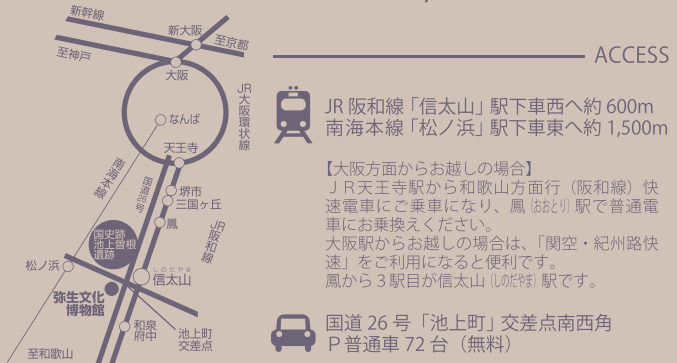 新幹線
新大阪
至京都
至神戸
大阪
JR大阪環状線
なんば
天王寺
南海本線
国道26号
堺市
三国ヶ丘
鳳
JR阪和線
国史跡
池上曽根
遺跡
松ノ浜
しのだやま
信太山
弥生文化
博物館
和泉
府中
池上町
交差点
至和歌山
ACCESS
JR 阪和線「信太山」駅下車西へ約 600m
南海本線「松ノ浜」駅下車東へ約 1,500m
【大阪方面からお越しの場合】
ＪＲ天王寺駅から和歌山方面行（阪和線）快
速電車にご乗車になり、鳳（おおとり）駅で普通電
車にお乗換えください。
大阪駅からお越しの場合は、「関空・紀州路快
速」をご利用になると便利です。
鳳から３駅目が信太山（しのだやま）駅です。
国道 26 号「池上町」交差点南西角
Ｐ普通車 72 台（無料）